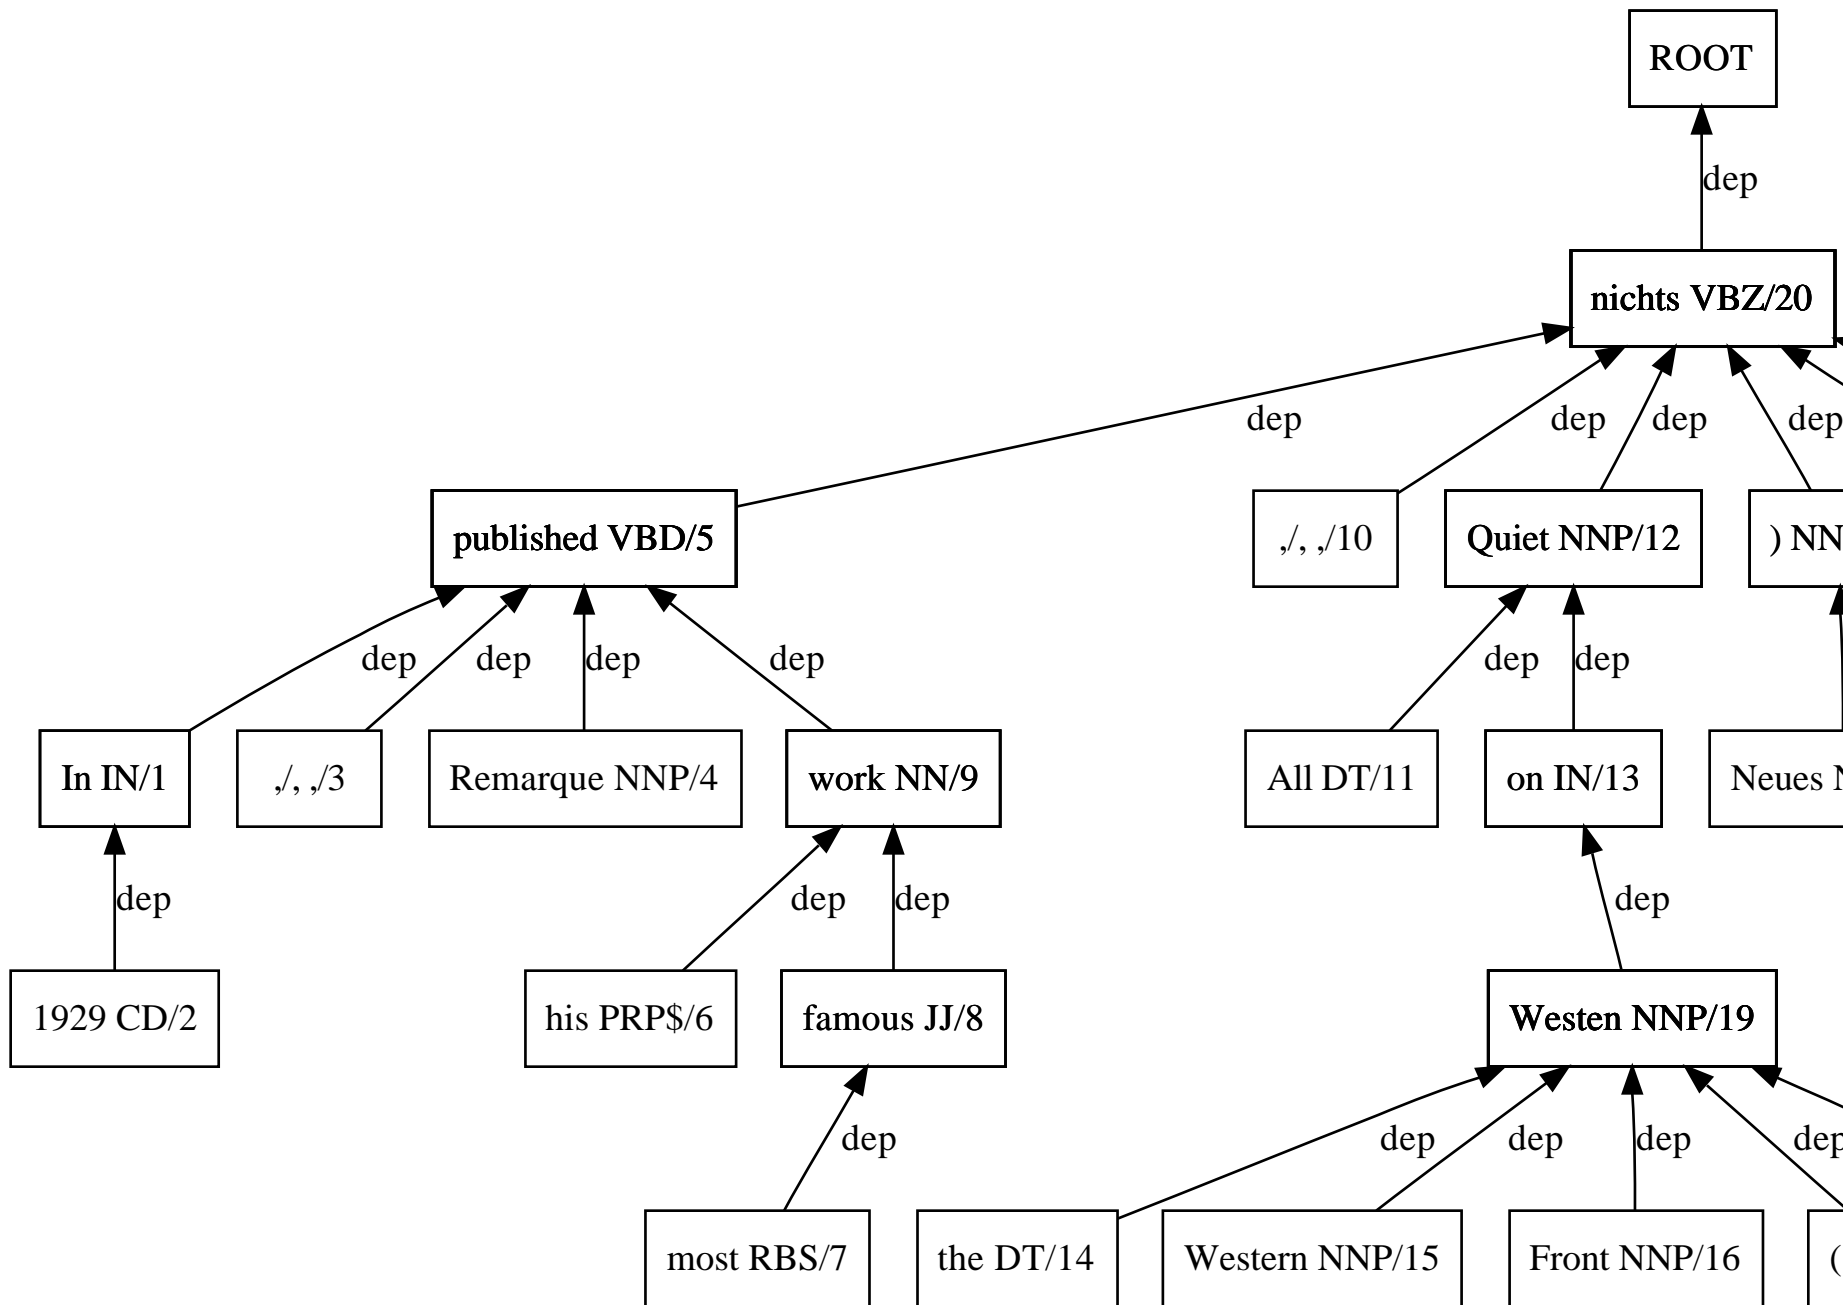 ROOT
dep
nichts VBZ/20
dep dep dep dep
published VBD/5 ,/, ,/10 Quiet NNP/12 ) NN
dep dep dep dep dep dep
In IN/1 ,/, ,/3 Remarque NNP/4 work NN/9 All DT/11 on IN/13 Neues
dep dep dep dep
1929 CD/2 his PRP$/6 famous JJ/8 Westen NNP/19
dep dep dep dep dep
most RBS/7 the DT/14 Western NNP/15 Front NNP/16 (